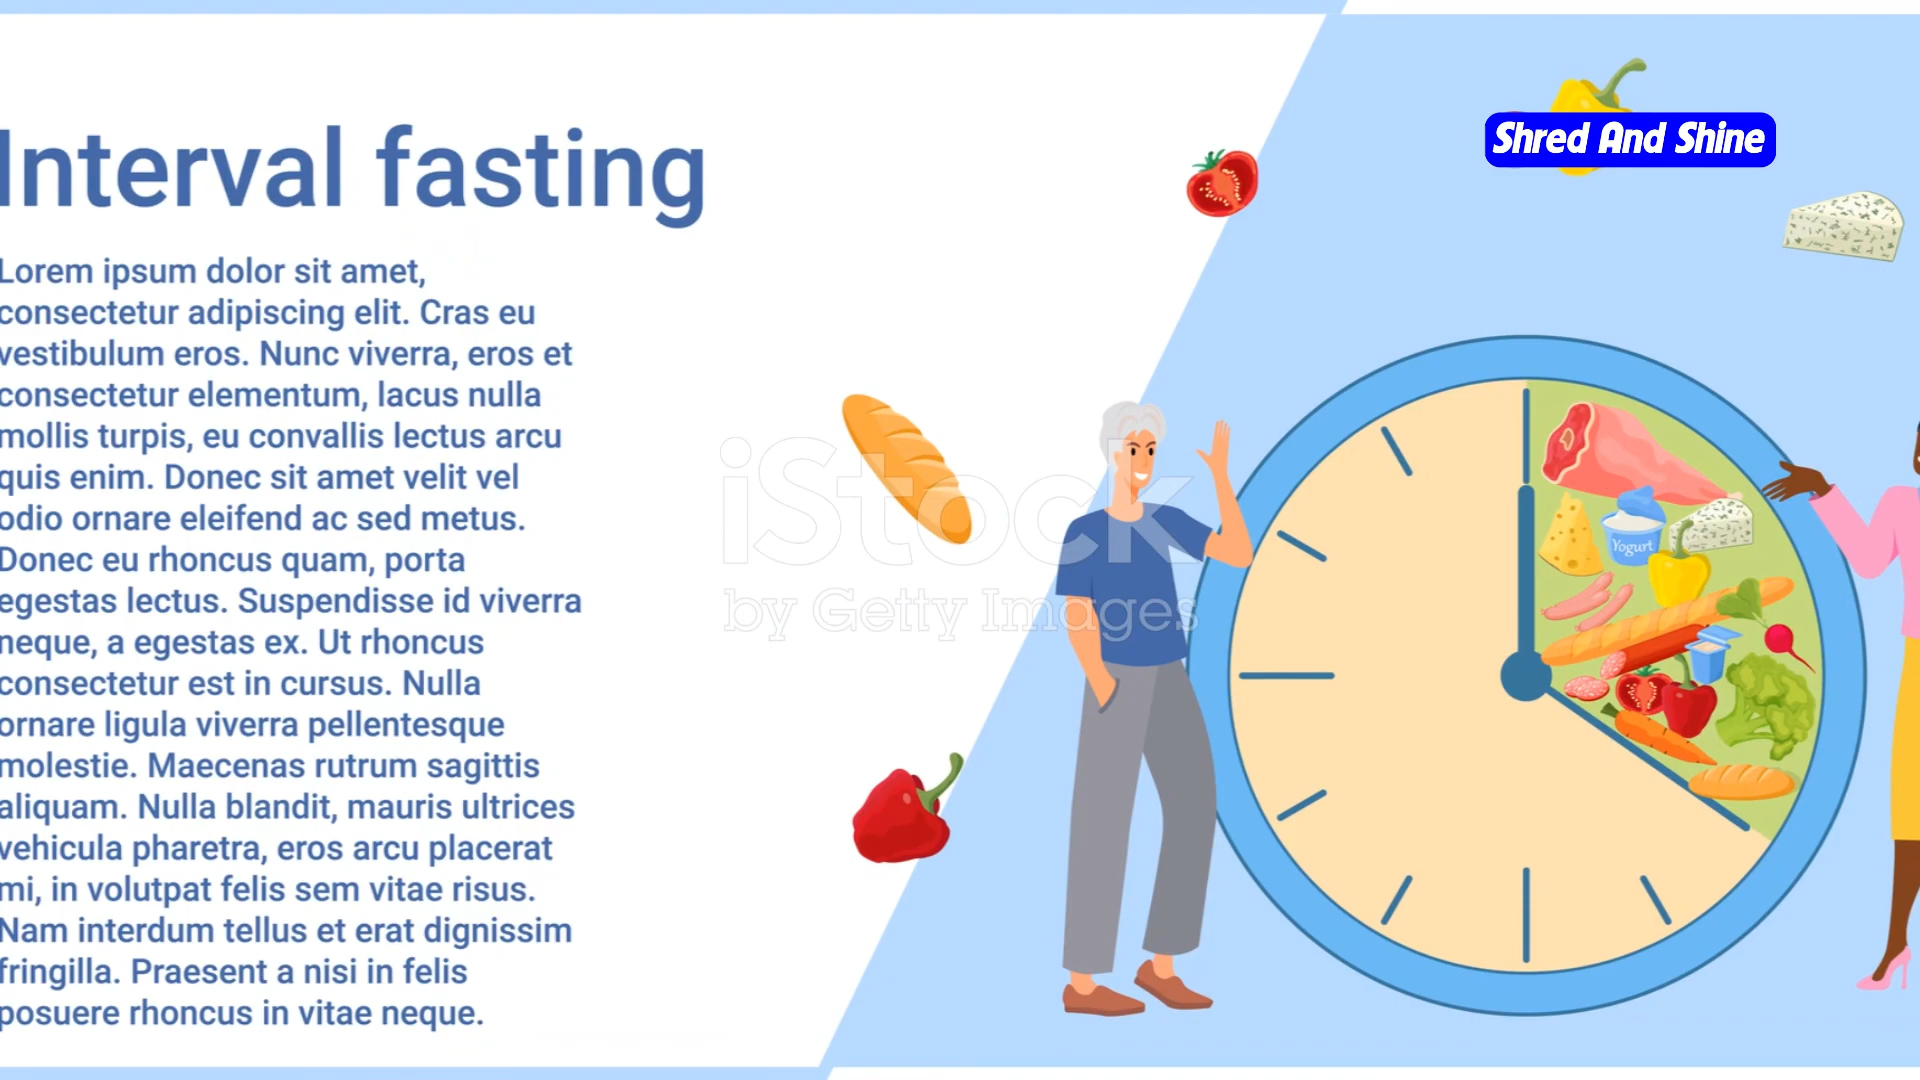 Shred And Shine
Interval fasting
Lorem ipsum dolor sit amet,
consectetur adipiscing elit. Cras eu
vestibulum eros. Nunc viverra, eros et
consectetur elementum, lacus nulla
mollis turpis, eu convallis lectus arcu
quis enim. Donec sit amet velit vel
odio ornare eleifend ac sed metus.
Donec eu rhoncus quam, porta
egestas lectus. Suspendisse id viverra
neque, a egestas ex. Ut rhoncus
consectetur est in cursus. Nulla
ornare ligula viverra pellentesque
molestie. Maecenas rutrum sagittis
aliquam. Nulla blandit, mauris ultrices
vehicula pharetra, eros arcu placerat
mi, in volutpat felis sem vitae risus.
Nam interdum tellus et erat dignissim
fringilla. Praesent a nisi in felis
posuere rhoncus in vitae neque.
iStock
by Getty Images
Yogurt